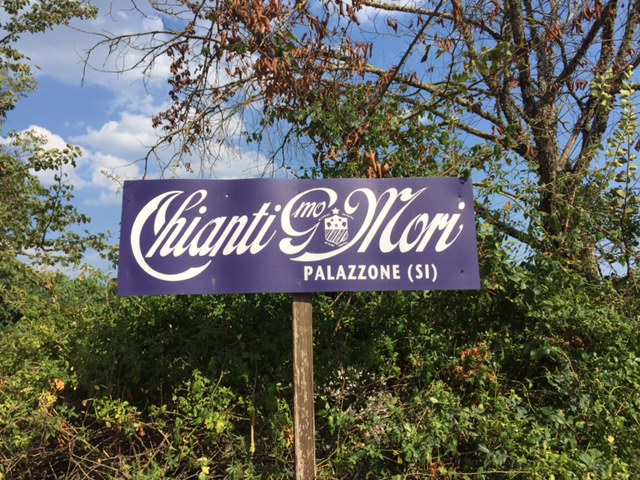 Chianti Gmo Mori
PALAZZONE (SI)